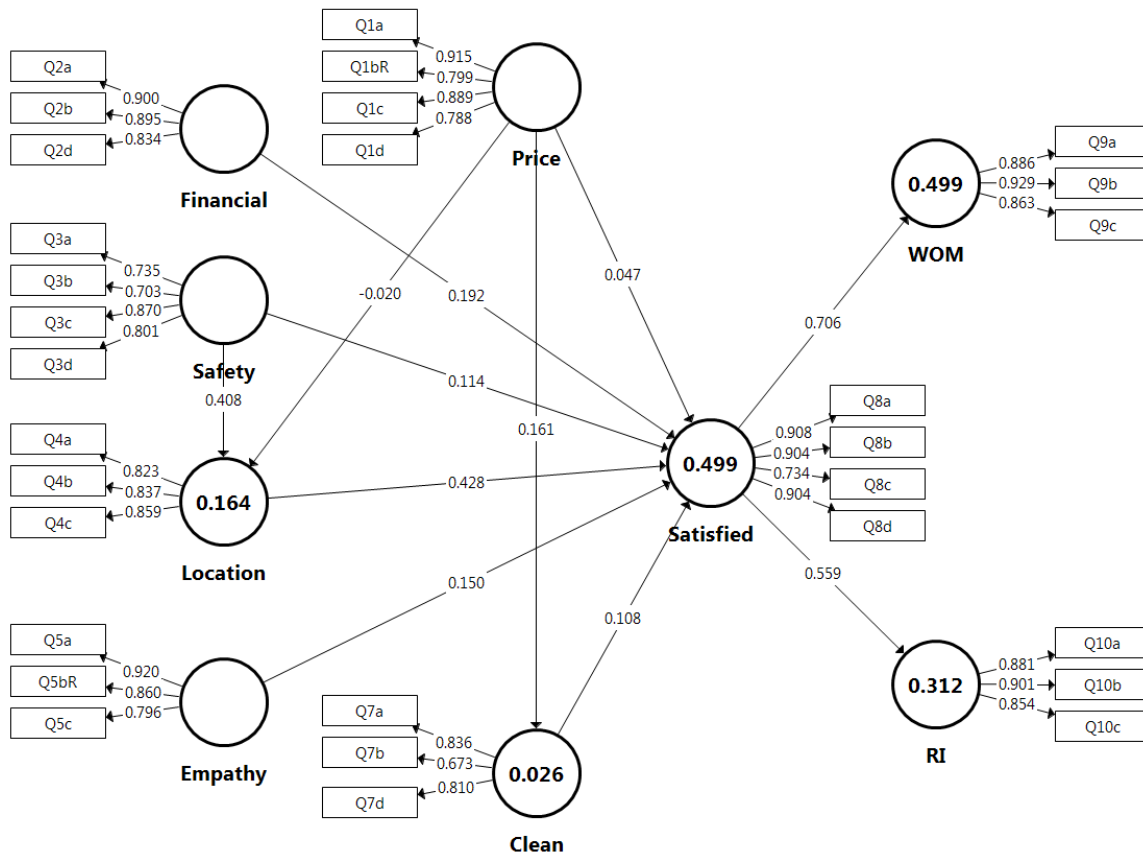 Q1a
Q1bR
Q1c
Q1d
0.915
0.799
0.889
0.788
Price
Q2a
Q2b
Q2d
0.900
0.895
0.834
Financial
Q9a
Q9b
Q9c
0.886
0.929
0.863
0.499
WOM
Q3a
Q3b
Q3c
Q3d
0.735
0.703
0.870
0.801
Safety
0.047
-0.020
0.192
0.706
0.114
0.408
0.161
Q4a
Q4b
Q4c
0.823
0.837
0.859
0.164
Location
0.428
Q8a
Q8b
Q8c
Q8d
0.908
0.904
0.734
0.904
0.499
Satisfied
0.150
0.108
0.559
Q5a
Q5bR
Q5c
0.920
0.860
0.796
Empathy
Q7a
Q7b
Q7d
0.836
0.673
0.810
0.026
Clean
Q10a
Q10b
Q10c
0.881
0.901
0.854
0.312
RI